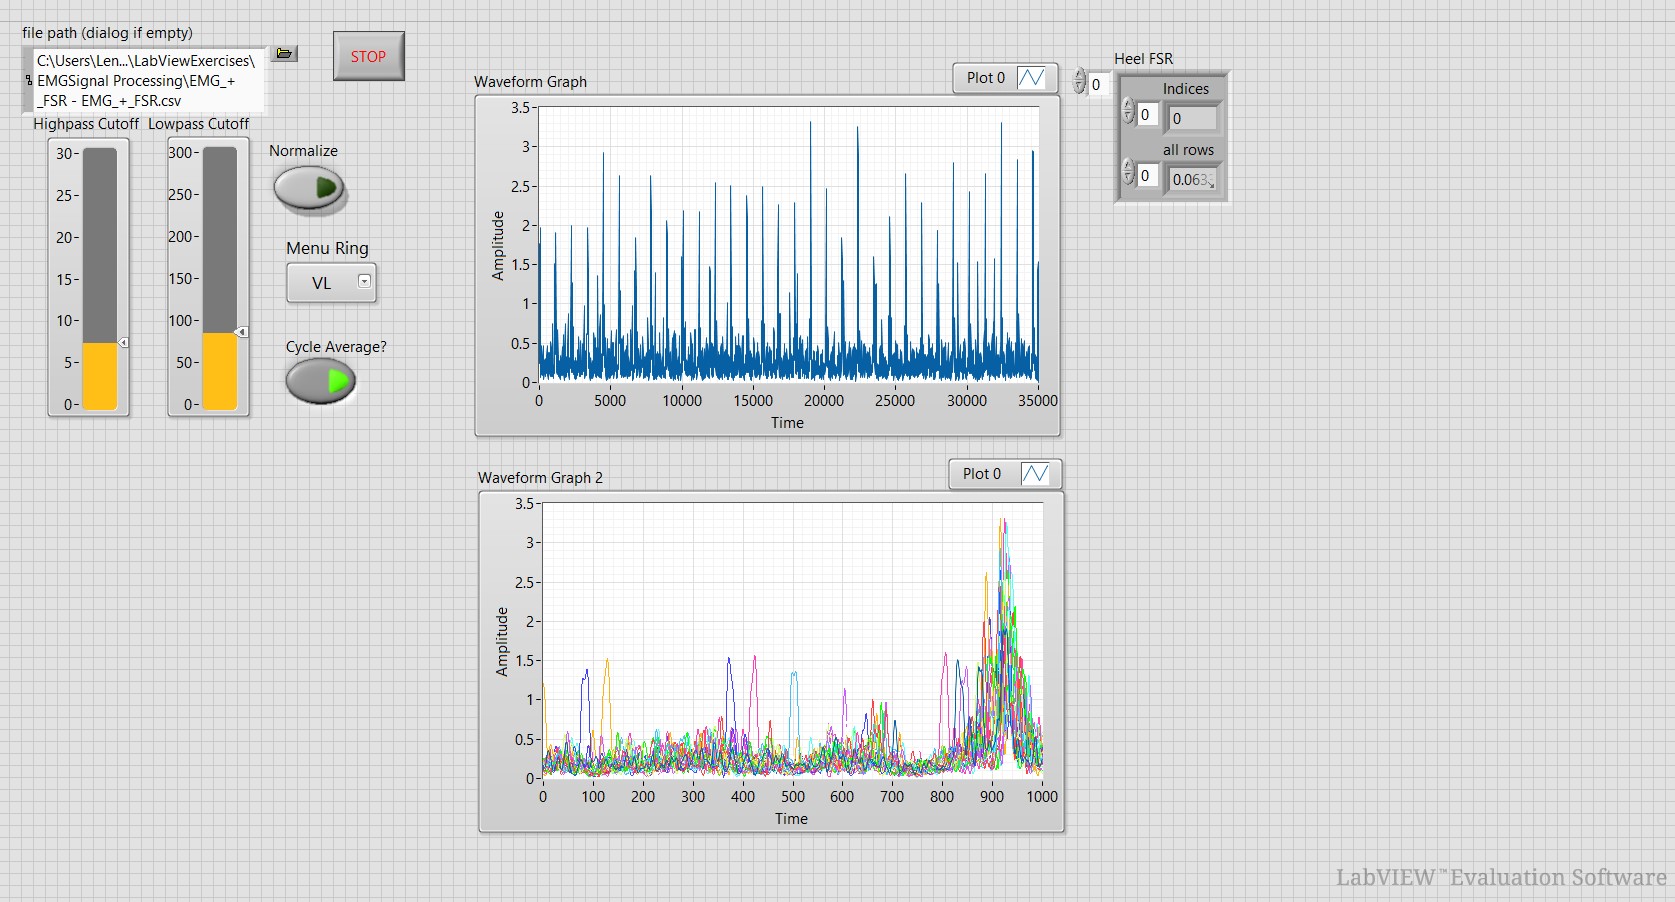 file path (dialog if empty)
C:\Users\Len...\LabViewExercises\
EMGSignal Processing\EMG_+
_FSR - EMG_+_FSR.csv
STOP
Highpass Cutoff
30
25
20
15
10
5
0
Lowpass Cutoff
300
250
200
150
100
50
0
Normalize
Menu Ring
VL
Cycle Average?
Waveform Graph
Plot 0
Amplitude
3.5
3
2.5
2
1.5
1
0.5
0
0 5000 10000 15000 20000 25000 30000 35000
Time
Waveform Graph 2
Plot 0
Amplitude
3.5
3
2.5
2
1.5
1
0.5
0
0 100 200 300 400 500 600 700 800 900 1000
Time
Heel FSR
0
Indices
0 0
all rows
0 0.063
LabVIEW™ Evaluation Software